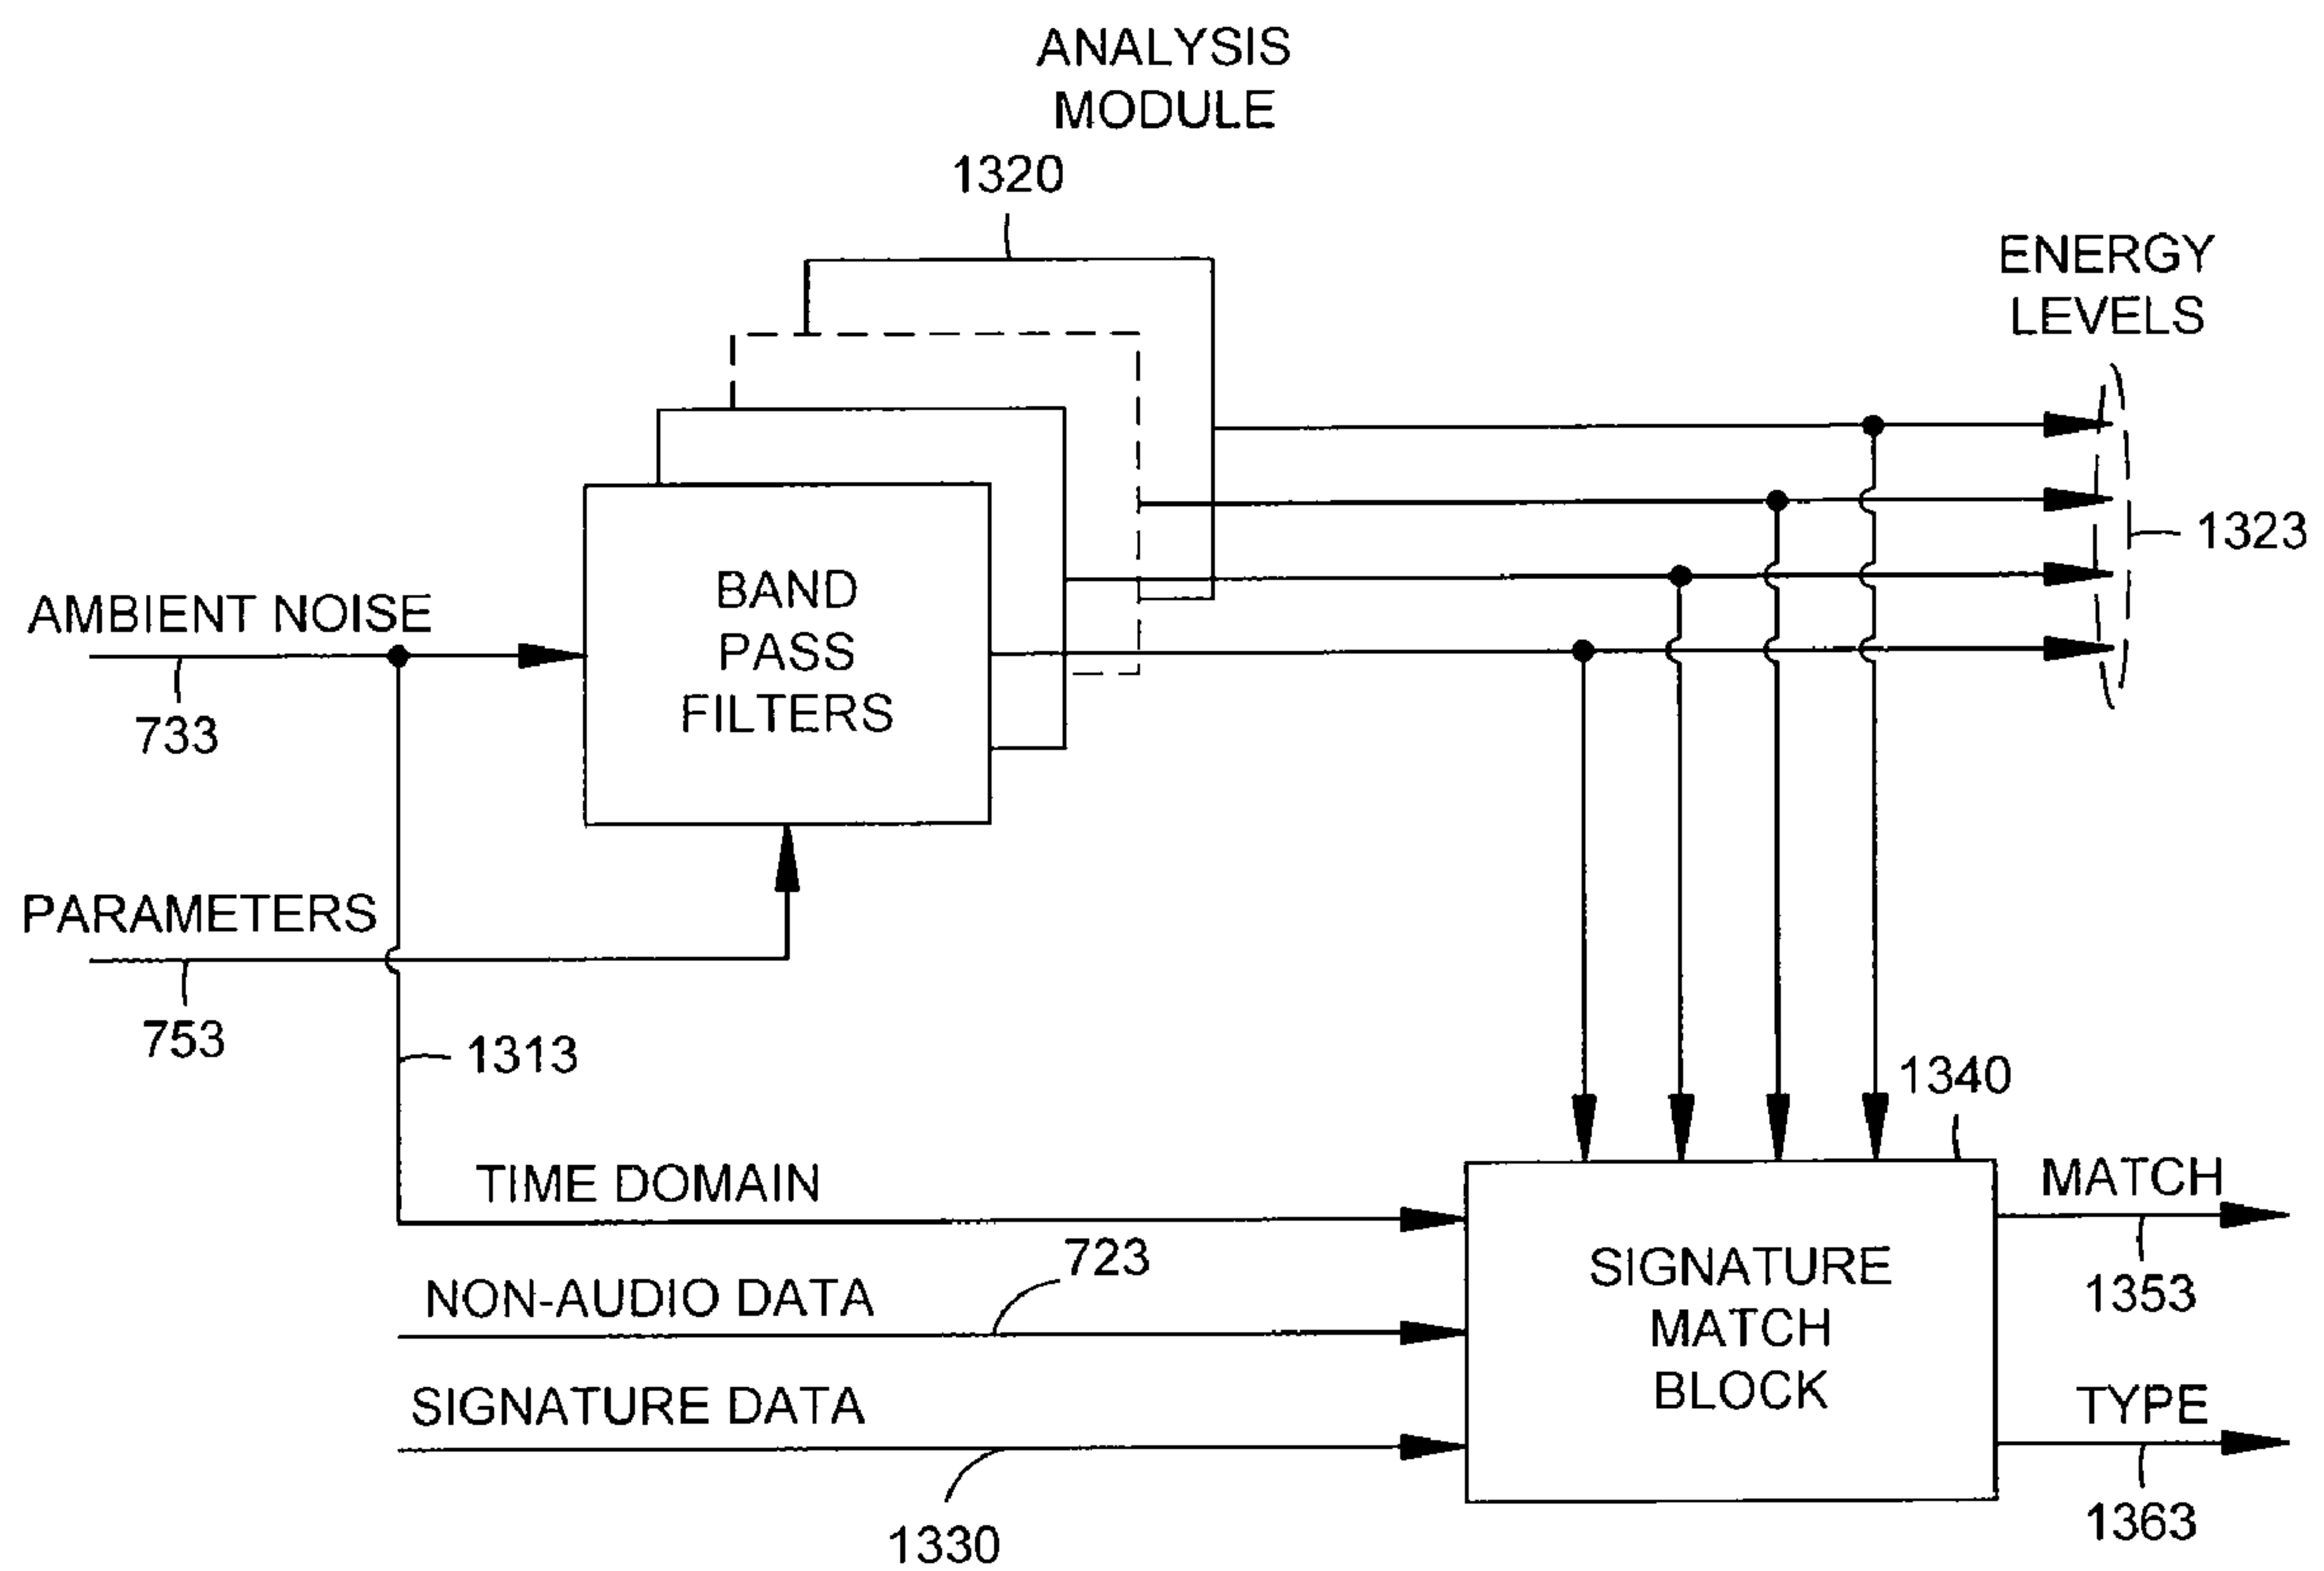 ANALYSIS
MODULE
1320
ENERGY
LEVELS
1323
BAND
PASS
FILTERS
AMBIENT NOISE
733
PARAMETERS
753
1313
1340
TIME DOMAIN
723
NON-AUDIO DATA
SIGNATURE DATA
1330
SIGNATURE
MATCH
BLOCK
MATCH
1353
TYPE
1363